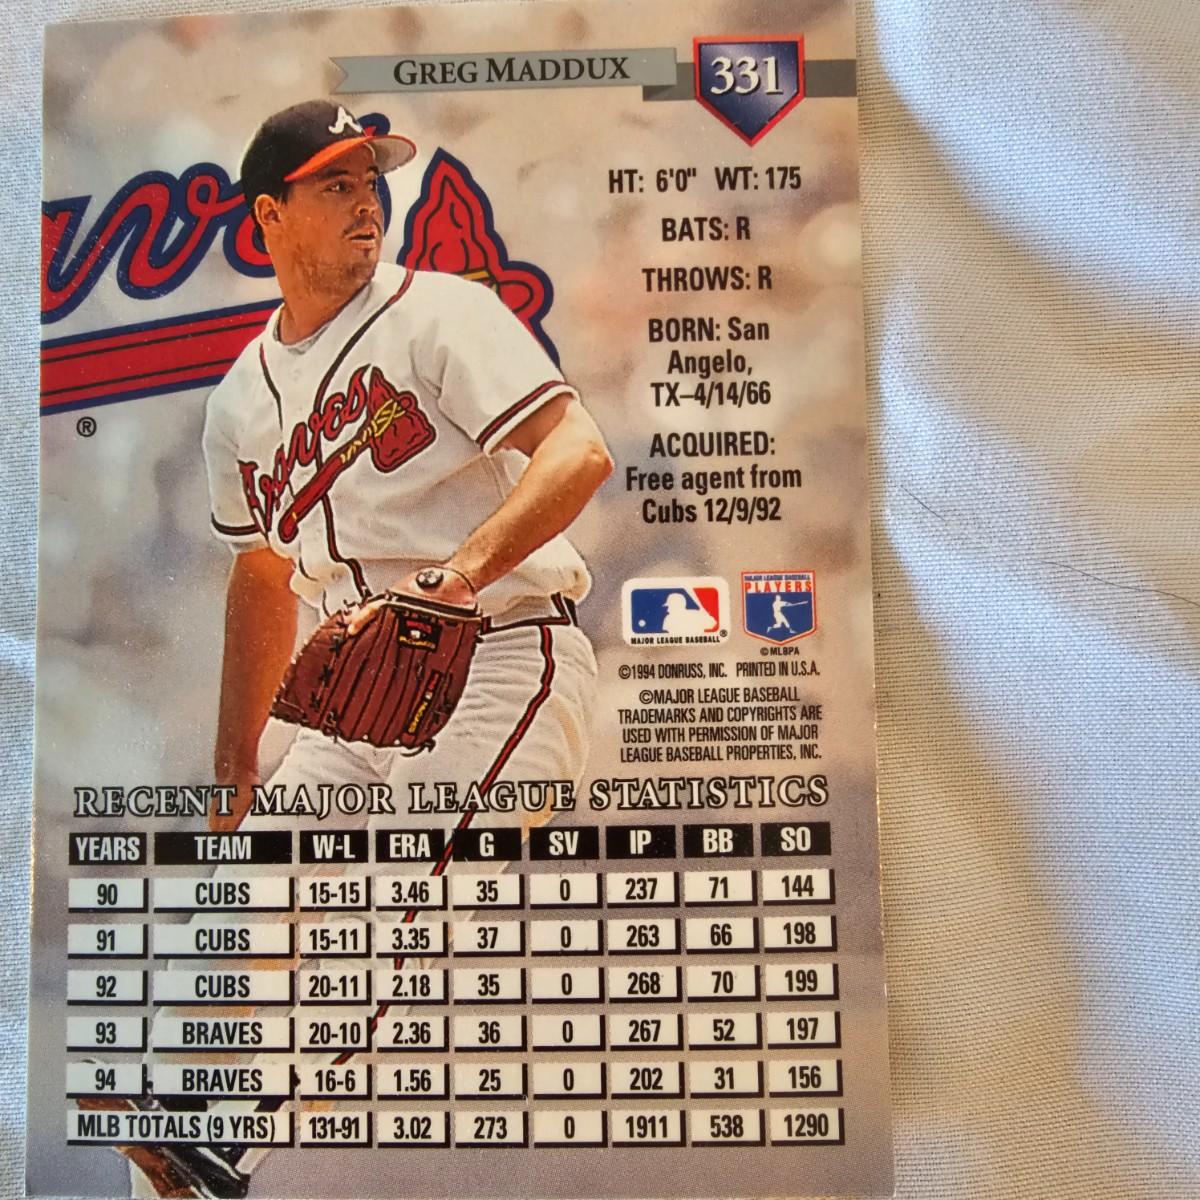 GREG MADDUX
331
HT: 6'0" WT: 175
BATS: R
THROWS: R
BORN: San
Angelo,
TX–4/14/66
ACQUIRED:
Free agent from
Cubs 12/9/92
®
Braves
MAJOR LEAGUE BASEBALL®
MAJOR LEAGUE BASEBALL
PLAYERS
©MLBPA
©1994 DONRUSS, INC. PRINTED IN U.S.A.
©MAJOR LEAGUE BASEBALL
TRADEMARKS AND COPYRIGHTS ARE
USED WITH PERMISSION OF MAJOR
LEAGUE BASEBALL PROPERTIES, INC.
RECENT MAJOR LEAGUE STATISTICS
YEARS TEAM W-L ERA G SV IP BB SO
90 CUBS 15-15 3.46 35 0 237 71 144
91 CUBS 15-11 3.35 37 0 263 66 198
92 CUBS 20-11 2.18 35 0 268 70 199
93 BRAVES 20-10 2.36 36 0 267 52 197
94 BRAVES 16-6 1.56 25 0 202 31 156
MLB TOTALS (9 YRS) 131-91 3.02 273 0 1911 538 1290